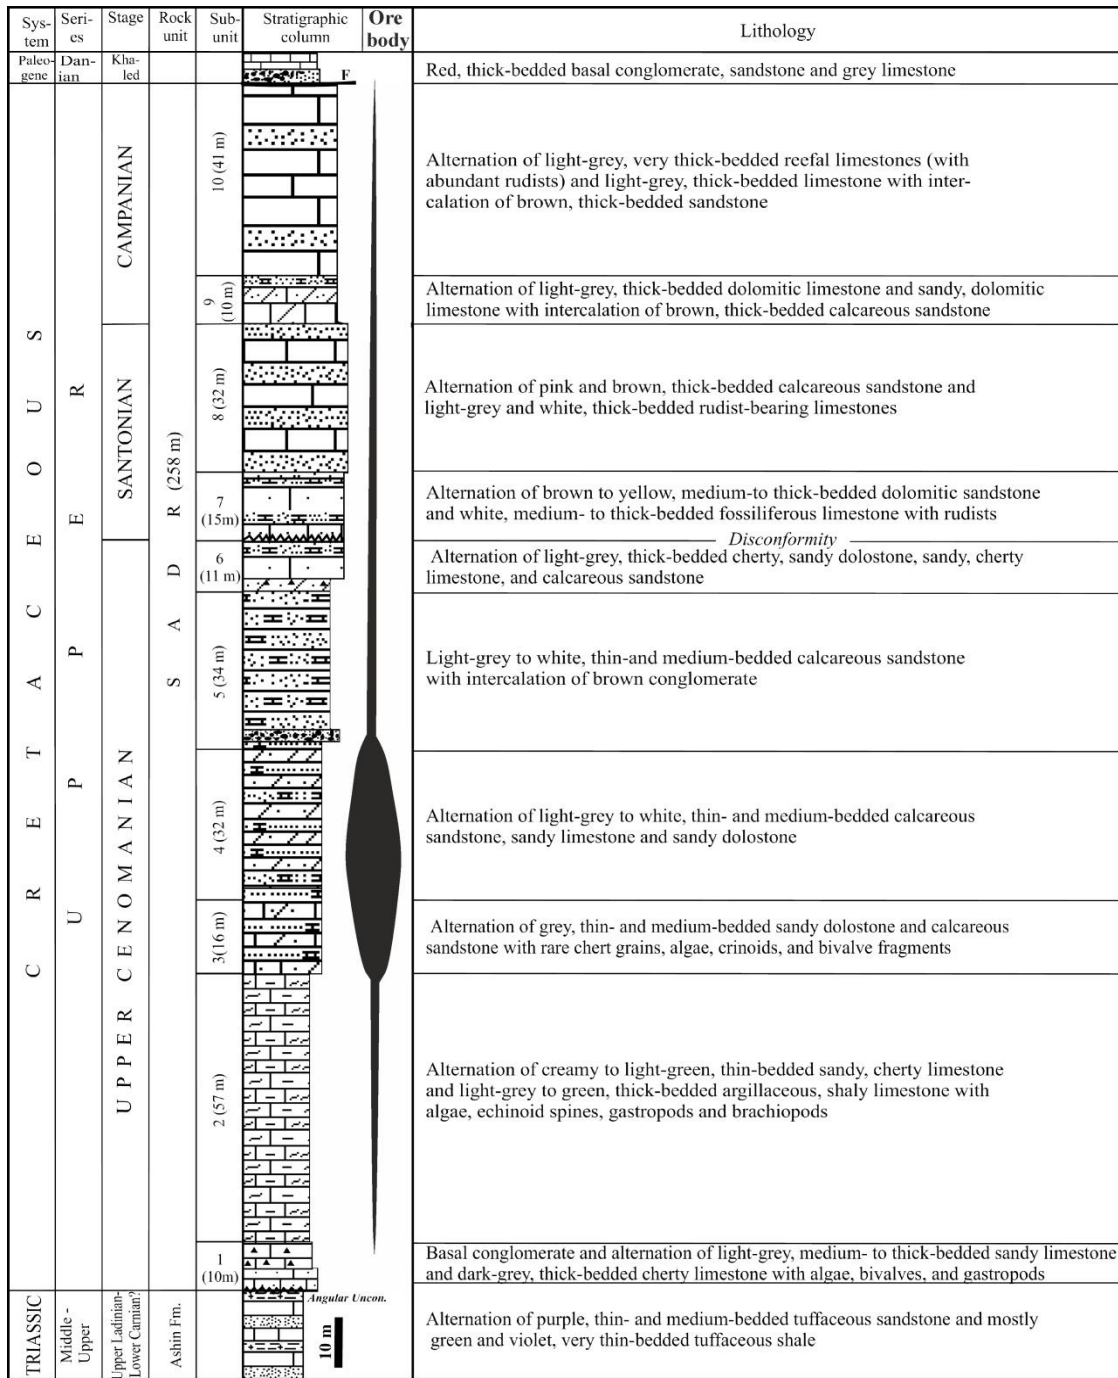 Sys-
tem
Seri-
es
Stage
Rock
unit
Sub-
unit
Stratigraphic
column
Ore
body
Lithology
Paleo-
gene
Dan-
ian
Kha-
led
F
Red, thick-bedded basal conglomerate, sandstone and grey limestone
CRETACEOUS
UPPER
CAMPANIAN
SADR (258 m)
10 (41 m)
Alternation of light-grey, very thick-bedded reefal limestones (with
abundant rudists) and light-grey, thick-bedded limestone with inter-
calation of brown, thick-bedded sandstone
9
(10 m)
Alternation of light-grey, thick-bedded dolomitic limestone and sandy, dolomitic
limestone with intercalation of brown, thick-bedded calcareous sandstone
SANTONIAN
8 (32 m)
Alternation of pink and brown, thick-bedded calcareous sandstone and
light-grey and white, thick-bedded rudist-bearing limestones
7
(15m)
Alternation of brown to yellow, medium-to thick-bedded dolomitic sandstone
and white, medium- to thick-bedded fossiliferous limestone with rudists
Disconformity
UPPER CENOMANIAN
6
(11 m)
Alternation of light-grey, thick-bedded cherty, sandy dolostone, sandy, cherty
limestone, and calcareous sandstone
5 (34 m)
Light-grey to white, thin-and medium-bedded calcareous sandstone
with intercalation of brown conglomerate
4 (32 m)
Alternation of light-grey to white, thin- and medium-bedded calcareous
sandstone, sandy limestone and sandy dolostone
3(16 m)
Alternation of grey, thin- and medium-bedded sandy dolostone and calcareous
sandstone with rare chert grains, algae, crinoids, and bivalve fragments
2 (57 m)
Alternation of creamy to light-green, thin-bedded sandy, cherty limestone
and light-grey to green, thick-bedded argillaceous, shaly limestone with
algae, echinoid spines, gastropods and brachiopods
1
(10m)
Basal conglomerate and alternation of light-grey, medium- to thick-bedded sandy limestone
and dark-grey, thick-bedded cherty limestone with algae, bivalves, and gastropods
Angular Uncon.
TRIASSIC
Middle -
Upper
Upper Ladinian-
Lower Carnian?
Ashin Fm.
10 m
Alternation of purple, thin- and medium-bedded tuffaceous sandstone and mostly
green and violet, very thin-bedded tuffaceous shale